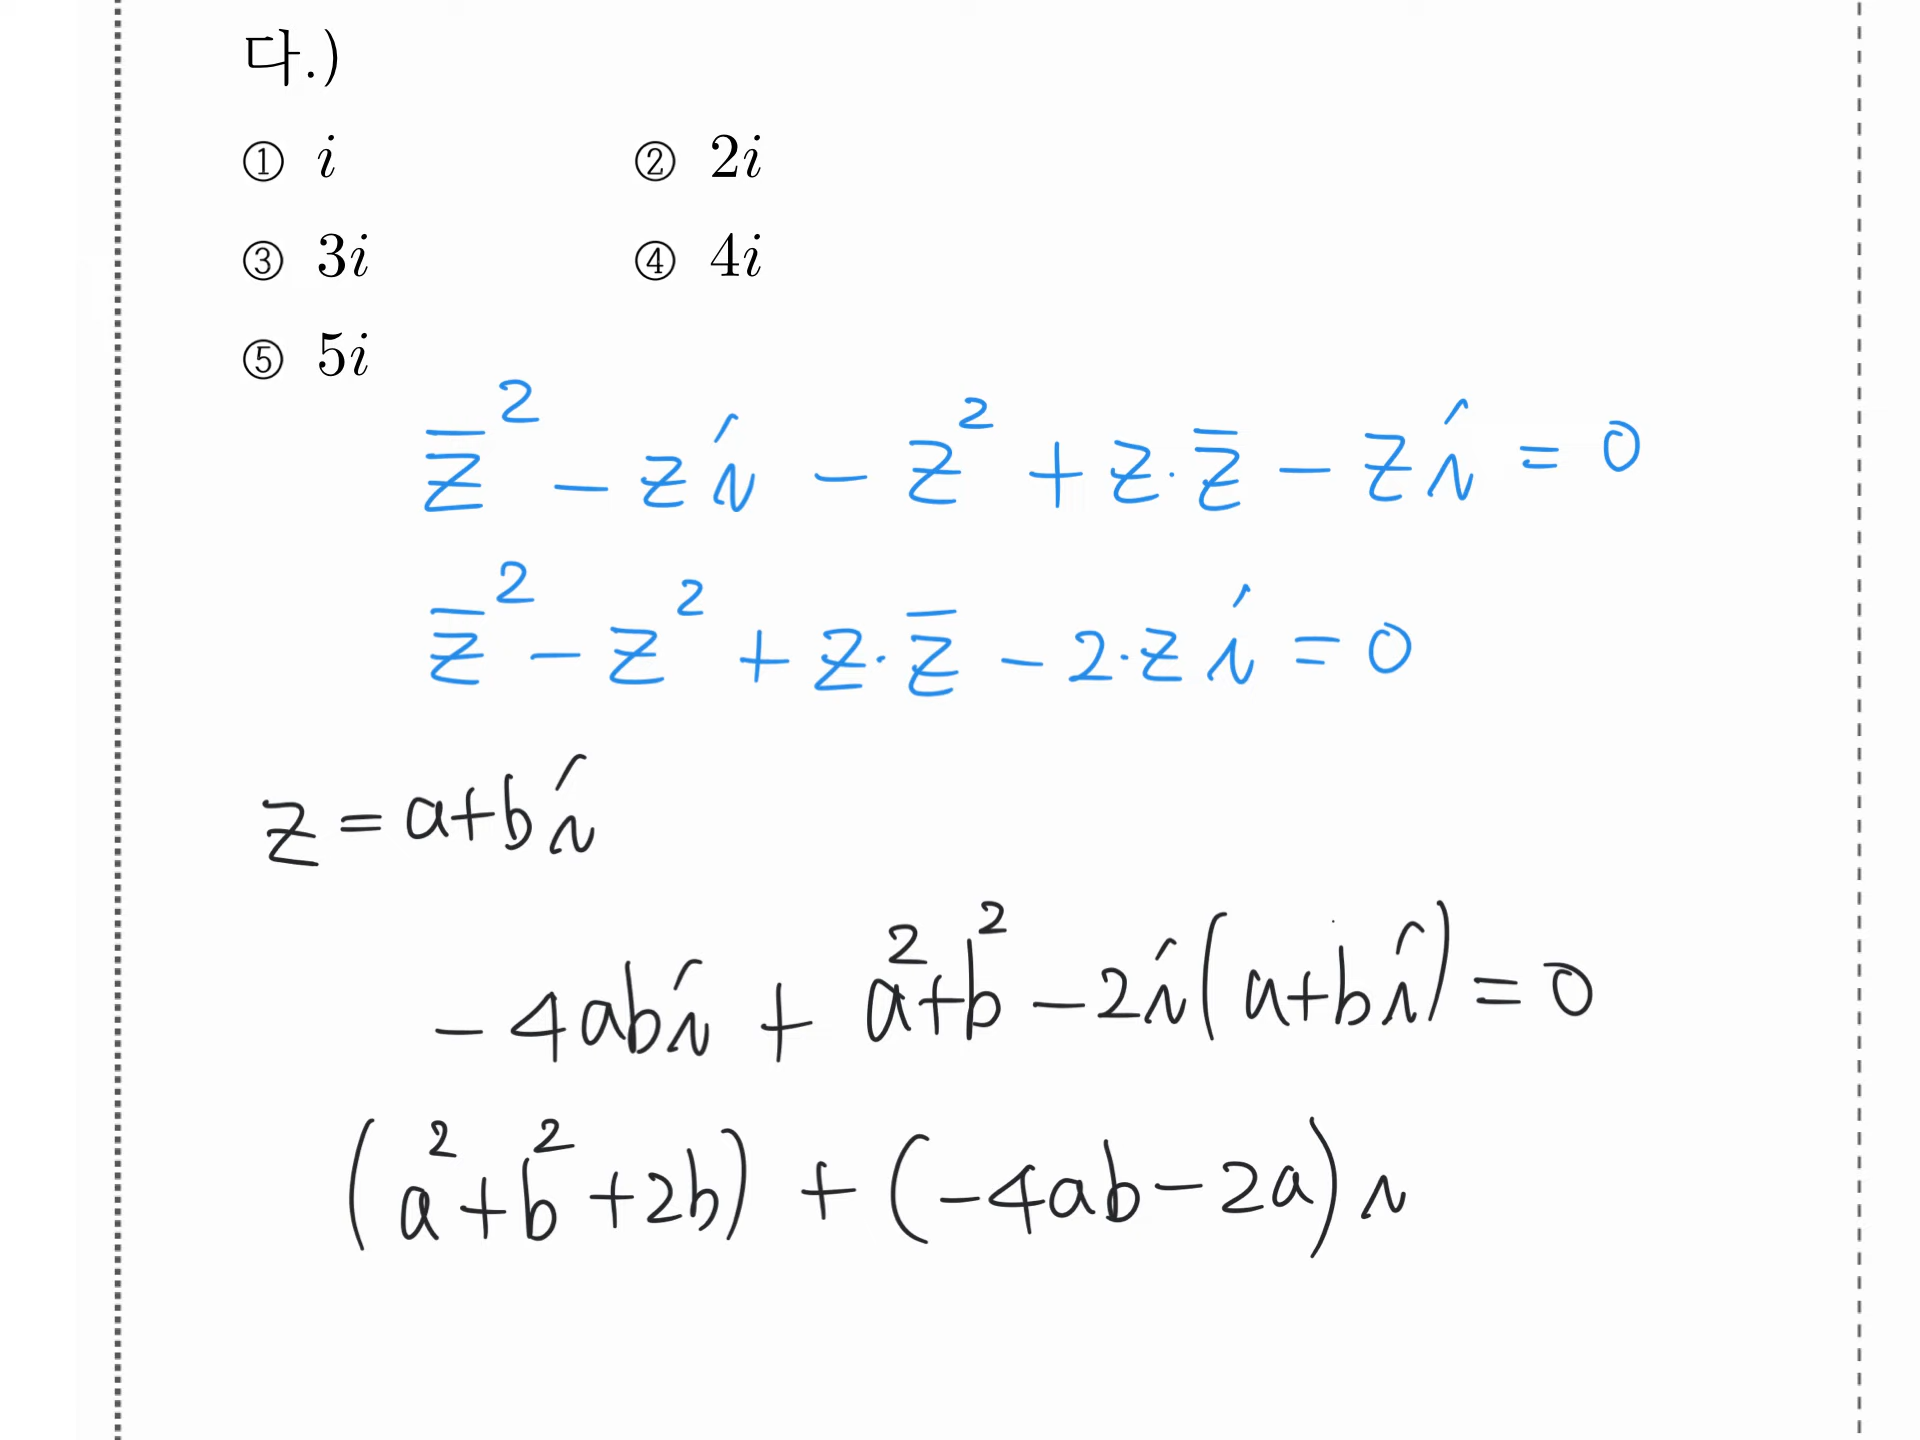 다.)
① i ② 2i
③ 3i ④ 4i
⑤ 5i
z̅² - zi - z² + z·z̅ - zi = 0
z̅² - z² + z·z̅ - 2·zi = 0
z = a+bi
-4abi + a²+b² - 2i(a+bi) = 0
(a²+b²+2b) + (-4ab-2a)i